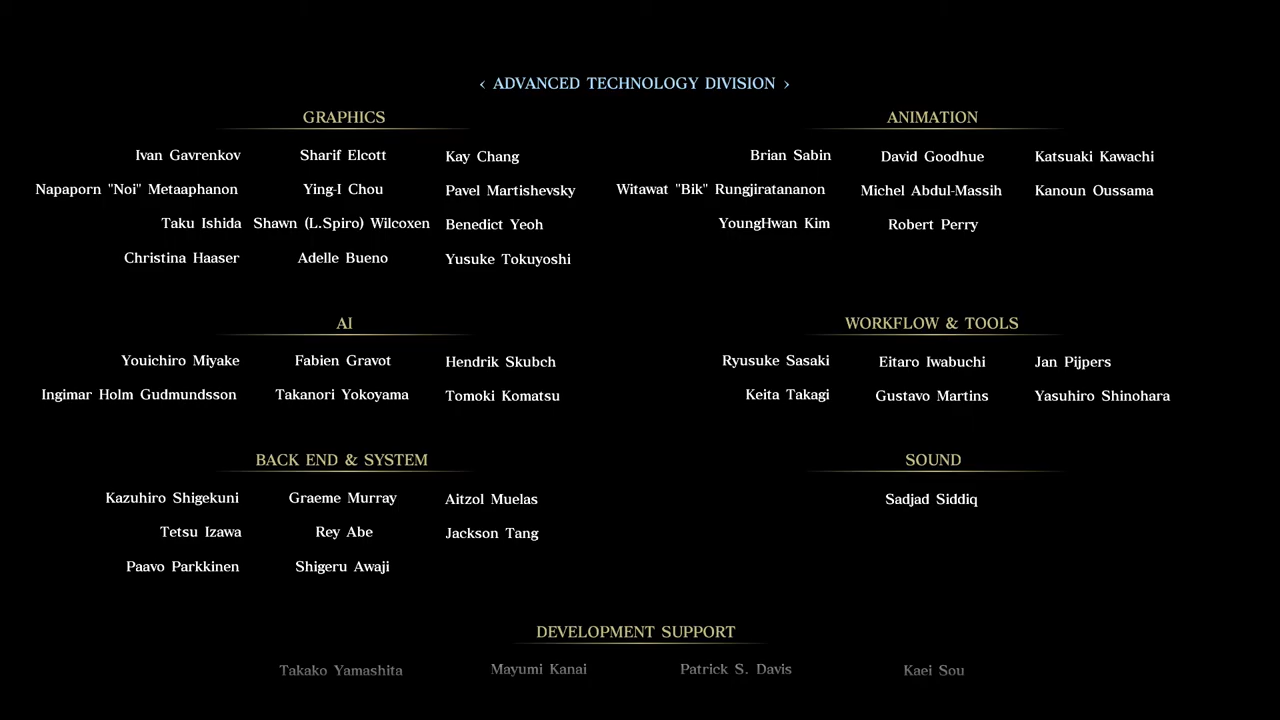 ‹ ADVANCED TECHNOLOGY DIVISION ›
GRAPHICS
Ivan Gavrenkov Sharif Elcott Kay Chang
Napaporn "Noi" Metaaphanon Ying-I Chou Pavel Martishevsky
Taku Ishida Shawn (L.Spiro) Wilcoxen Benedict Yeoh
Christina Haaser Adelle Bueno Yusuke Tokuyoshi
ANIMATION
Brian Sabin David Goodhue Katsuaki Kawachi
Witawat "Bik" Rungjiratananon Michel Abdul-Massih Kanoun Oussama
YoungHwan Kim Robert Perry
AI
Youichiro Miyake Fabien Gravot Hendrik Skubch
Ingimar Holm Gudmundsson Takanori Yokoyama Tomoki Komatsu
WORKFLOW & TOOLS
Ryusuke Sasaki Eitaro Iwabuchi Jan Pijpers
Keita Takagi Gustavo Martins Yasuhiro Shinohara
BACK END & SYSTEM
Kazuhiro Shigekuni Graeme Murray Aitzol Muelas
Tetsu Izawa Rey Abe Jackson Tang
Paavo Parkkinen Shigeru Awaji
SOUND
Sadjad Siddiq
DEVELOPMENT SUPPORT
Takako Yamashita Mayumi Kanai Patrick S. Davis Kaei Sou